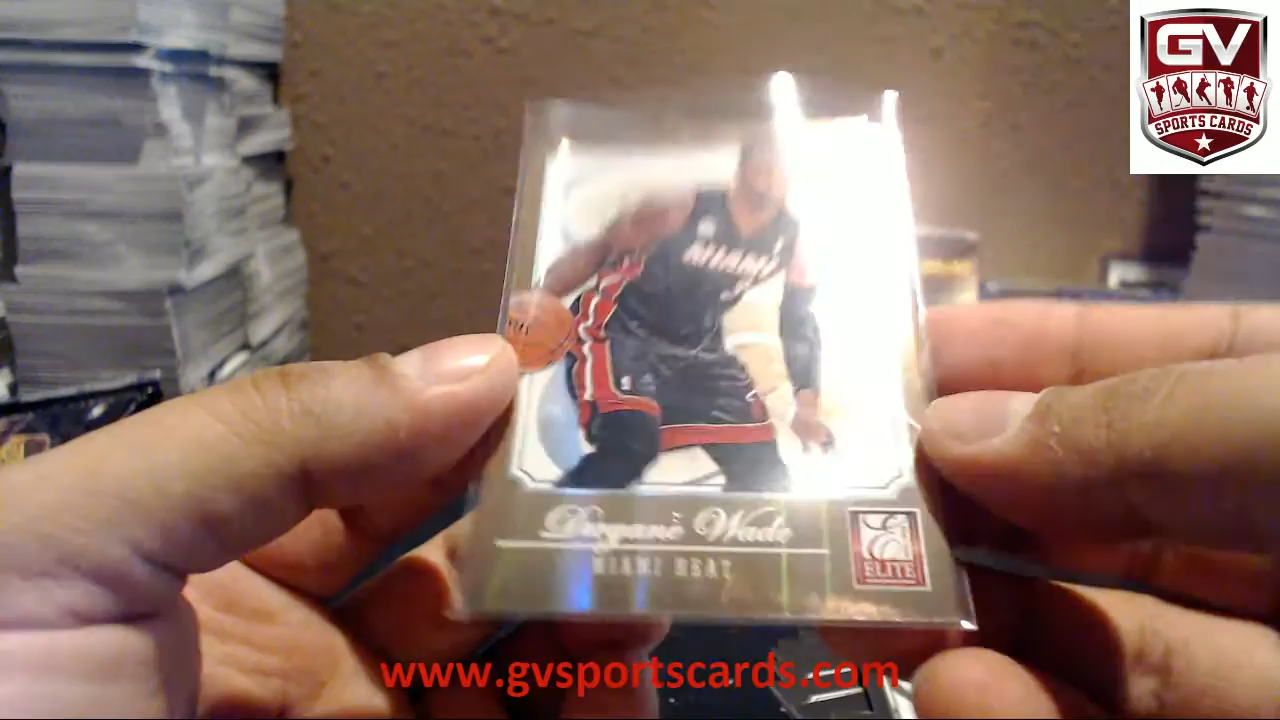 GV
SPORTS CARDS
MIAMI
Dwyane Wade
MIAMI HEAT
E
ELITE
www.gvsportscards.com